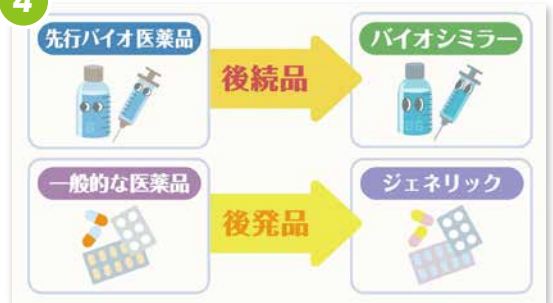 4
先行バイオ医薬品
後続品
バイオシミラー
一般的な医薬品
後発品
ジェネリック